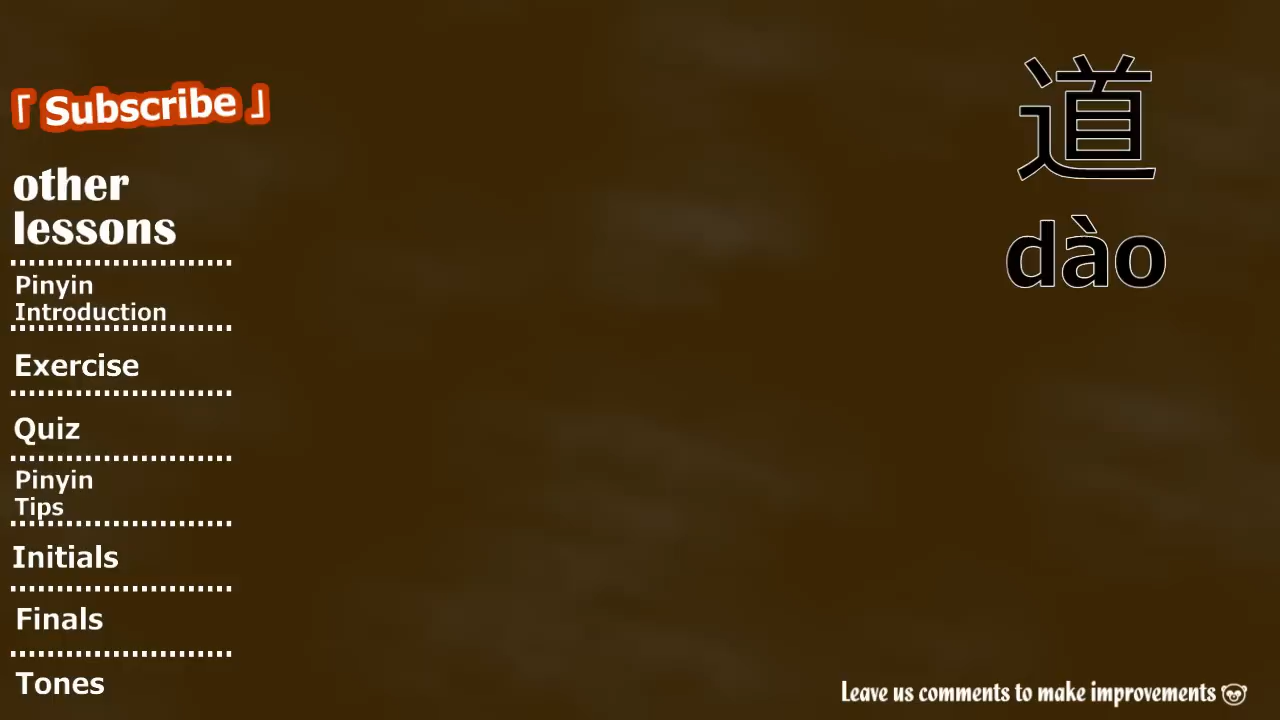 「 Subscribe 」
other
lessons
Pinyin
Introduction
Exercise
Quiz
Pinyin
Tips
Initials
Finals
Tones
道
dào
Leave us comments to make improvements